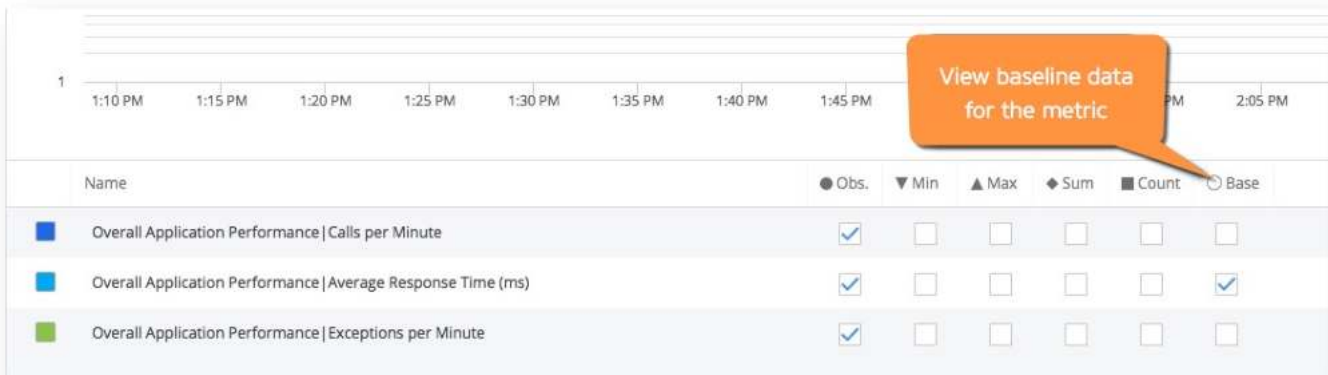 View baseline data
for the metric
1
1:10 PM 1:15 PM 1:20 PM 1:25 PM 1:30 PM 1:35 PM 1:40 PM 1:45 PM PM 2:05 PM
Name Obs. Min Max Sum Count Base
Overall Application Performance|Calls per Minute
Overall Application Performance|Average Response Time (ms)
Overall Application Performance|Exceptions per Minute